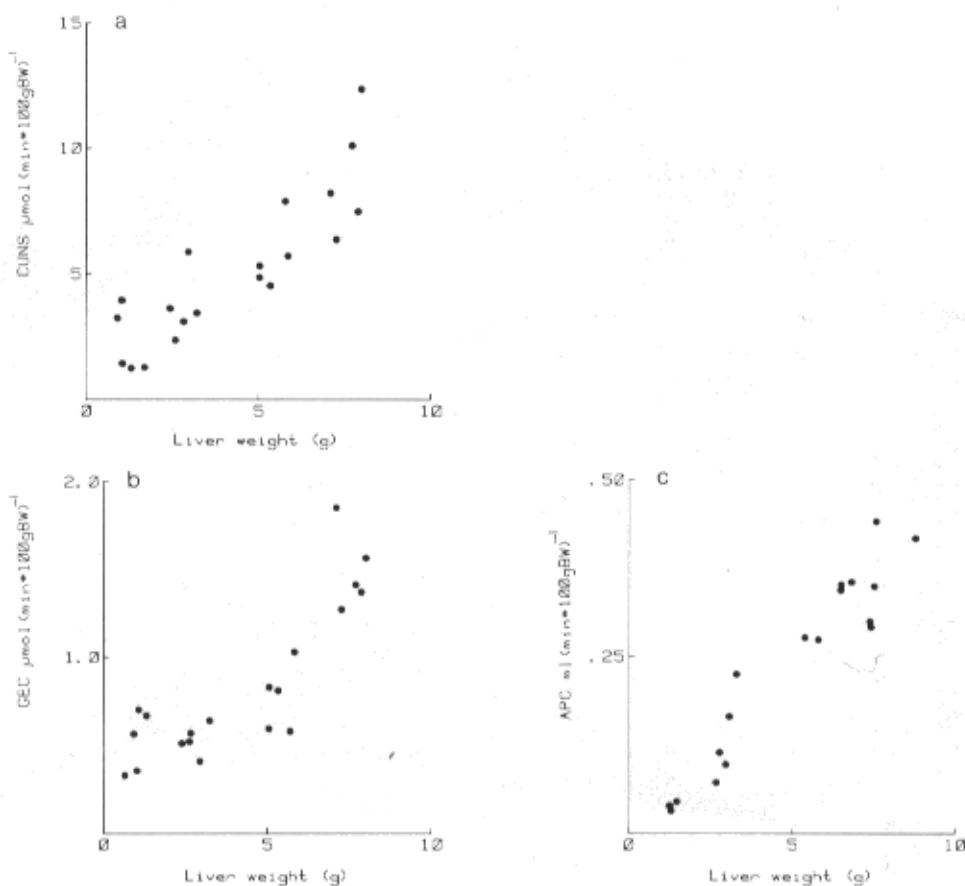 a
15
10
5
0
5
10
CUNS µmol(min*100gBW)⁻¹
Liver weight (g)
b
2.0
1.0
0
5
10
GEC µmol(min*100gBW)⁻¹
Liver weight (g)
c
.50
.25
0
5
10
APC ml(min*100gBW)⁻¹
Liver weight (g)